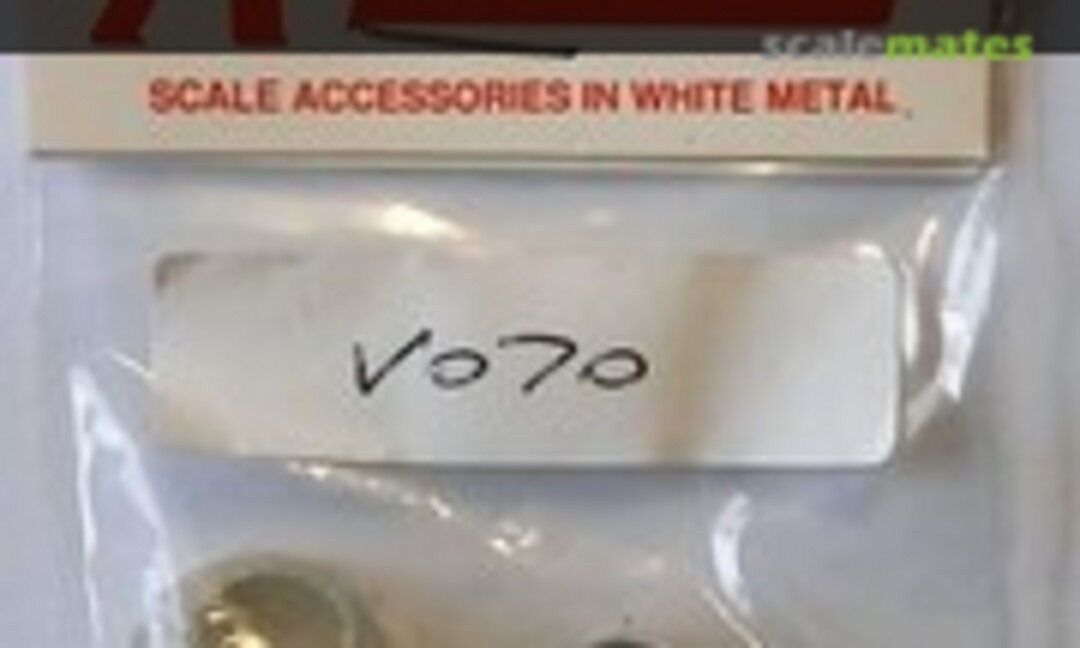 scalemates
SCALE ACCESSORIES IN WHITE METAL.
V070